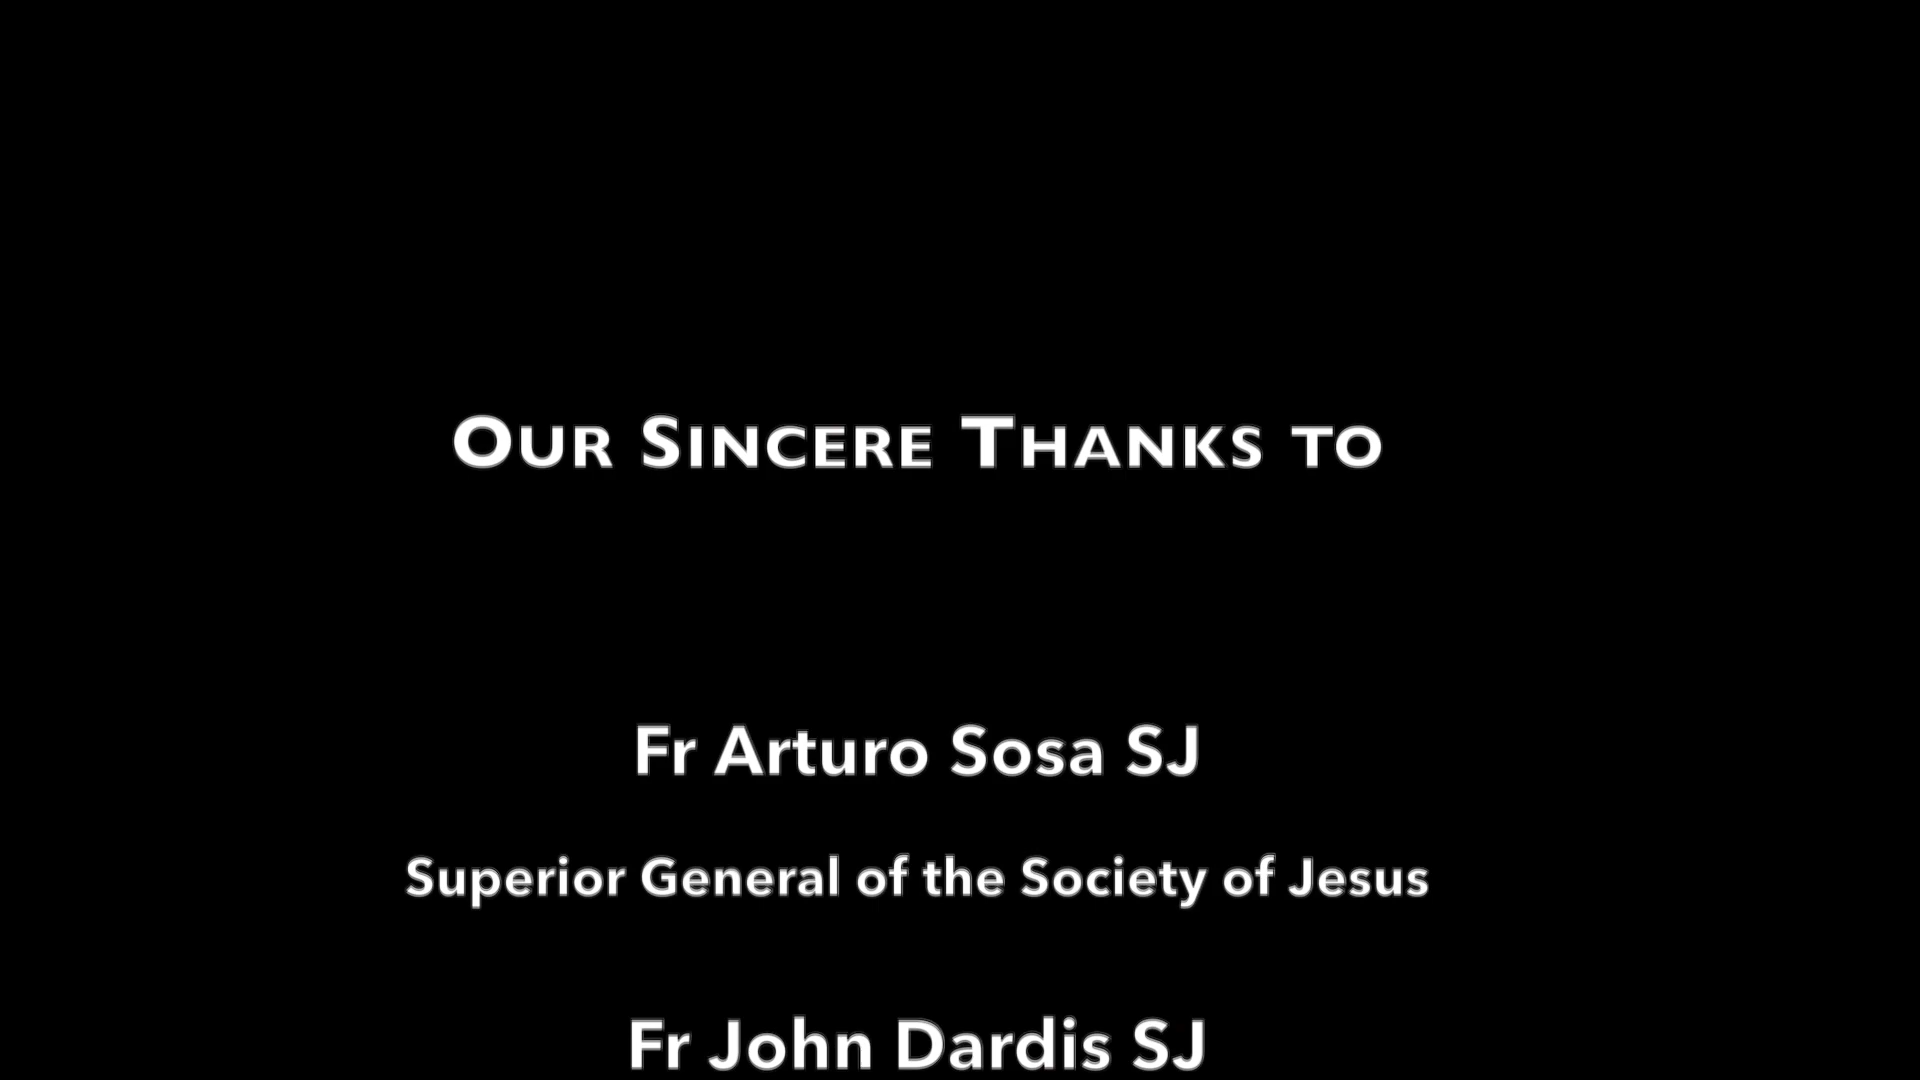 Our Sincere Thanks to
Fr Arturo Sosa SJ
Superior General of the Society of Jesus
Fr John Dardis SJ